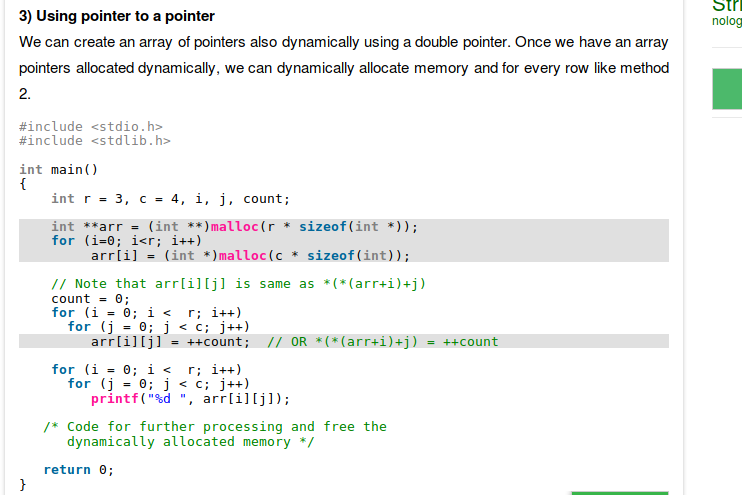 3) Using pointer to a pointer
We can create an array of pointers also dynamically using a double pointer. Once we have an array
pointers allocated dynamically, we can dynamically allocate memory and for every row like method
2.
#include <stdio.h>
#include <stdlib.h>
int main()
{
    int r = 3, c = 4, i, j, count;
    int **arr = (int **)malloc(r * sizeof(int *));
    for (i=0; i<r; i++)
         arr[i] = (int *)malloc(c * sizeof(int));
    // Note that arr[i][j] is same as *(*(arr+i)+j)
    count = 0;
    for (i = 0; i <  r; i++)
      for (j = 0; j < c; j++)
         arr[i][j] = ++count;  // OR *(*(arr+i)+j) = ++count
    for (i = 0; i <  r; i++)
      for (j = 0; j < c; j++)
         printf("%d ", arr[i][j]);
   /* Code for further processing and free the
      dynamically allocated memory */
   return 0;
}
nolog